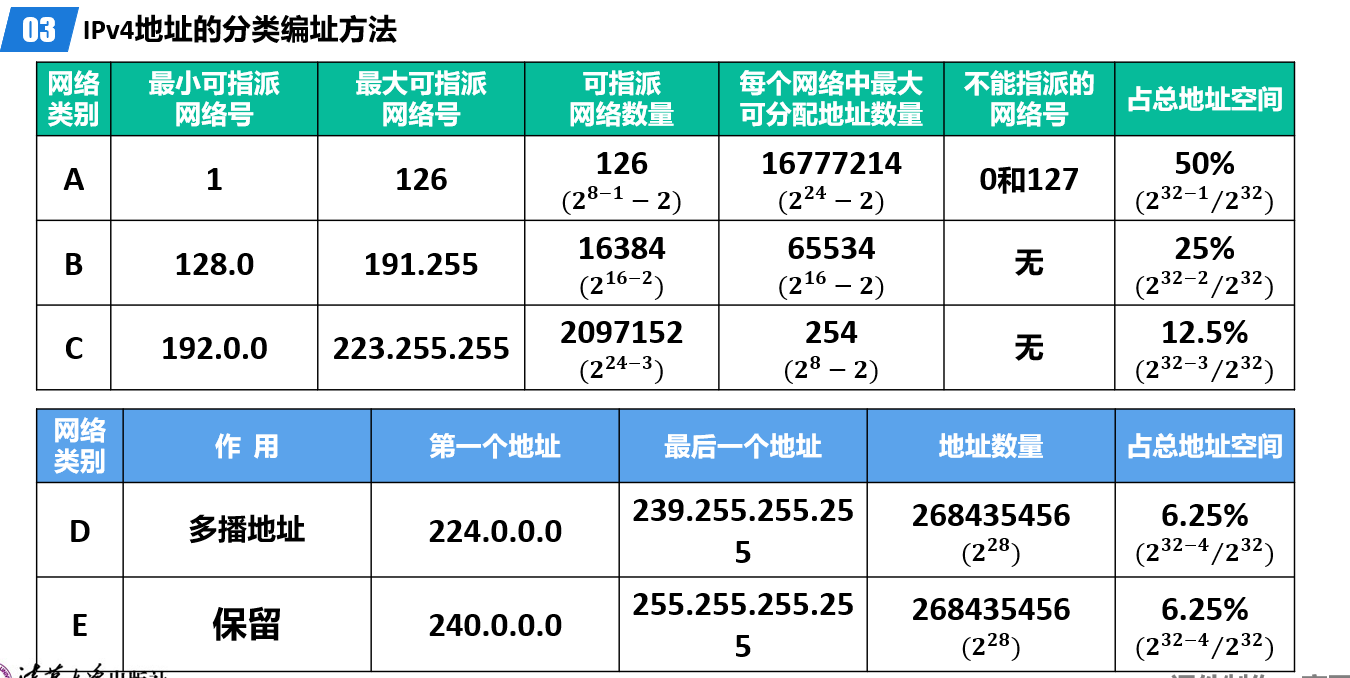 03 IPv4地址的分类编址方法
网络类别 最小可指派网络号 最大可指派网络号 可指派网络数量 每个网络中最大可分配地址数量 不能指派的网络号 占总地址空间
A 1 126 126 (2^{8−1} − 2) 16777214 (2^{24} − 2) 0和127 50% (2^{32−1}/2^{32})
B 128.0 191.255 16384 (2^{16−2}) 65534 (2^{16} − 2) 无 25% (2^{32−2}/2^{32})
C 192.0.0 223.255.255 2097152 (2^{24−3}) 254 (2^{8} − 2) 无 12.5% (2^{32−3}/2^{32})
网络类别 作 用 第一个地址 最后一个地址 地址数量 占总地址空间
D 多播地址 224.0.0.0 239.255.255.255 268435456 (2^{28}) 6.25% (2^{32−4}/2^{32})
E 保留 240.0.0.0 255.255.255.255 268435456 (2^{28}) 6.25% (2^{32−4}/2^{32})